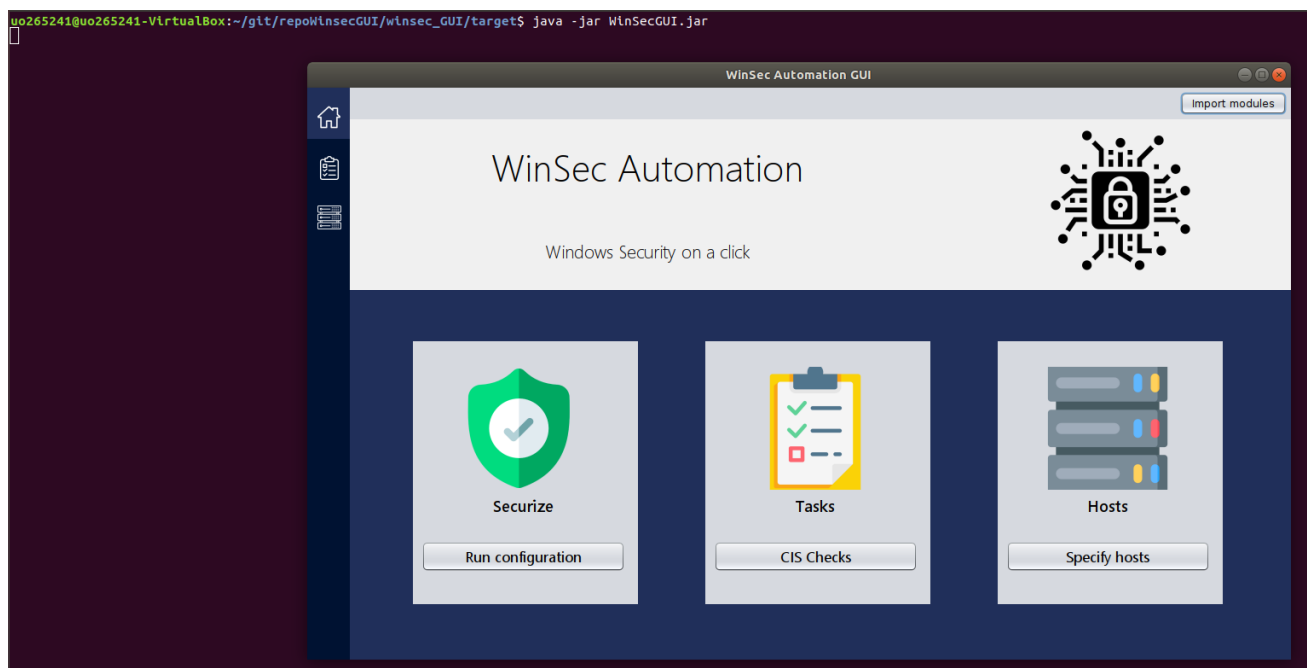 uo265241@uo265241-VirtualBox:~/git/repoWinsecGUI/winsec_GUI/target$ java -jar WinSecGUI.jar
WinSec Automation GUI
Import modules
WinSec Automation
Windows Security on a click
Securize
Tasks
Hosts
Run configuration
CIS Checks
Specify hosts